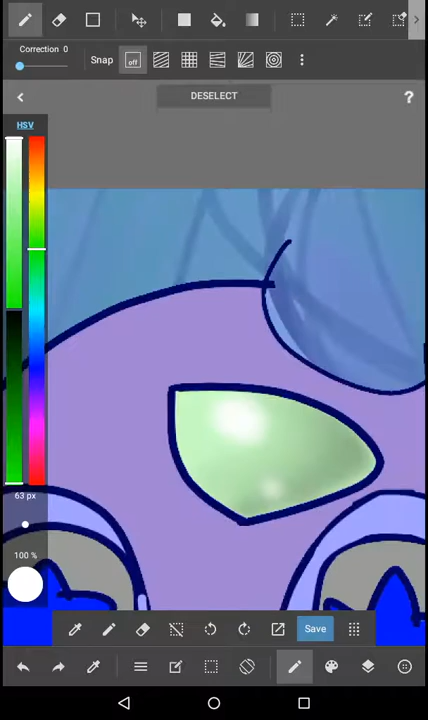 Correction 0
Snap
off
DESELECT
?
HSV
63 px
100 %
Save